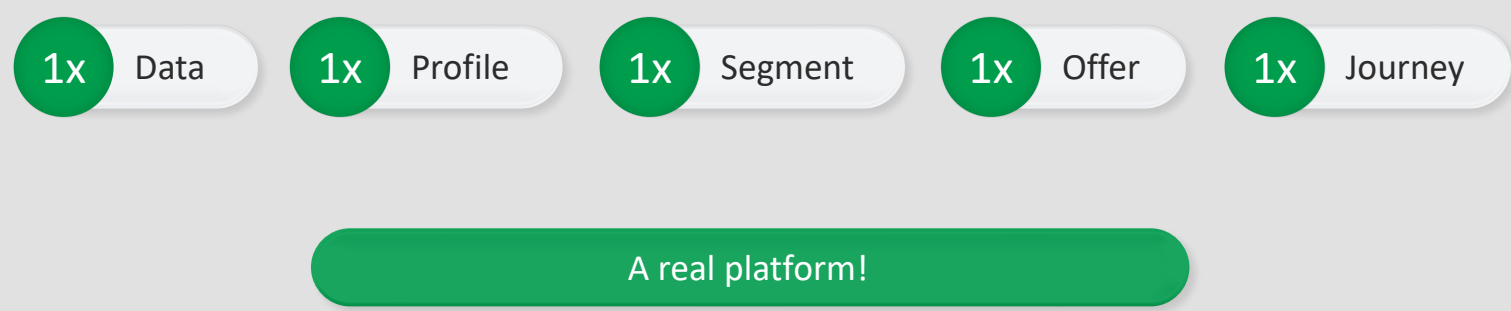 1x Data 1x Profile 1x Segment 1x Offer 1x Journey
A real platform!